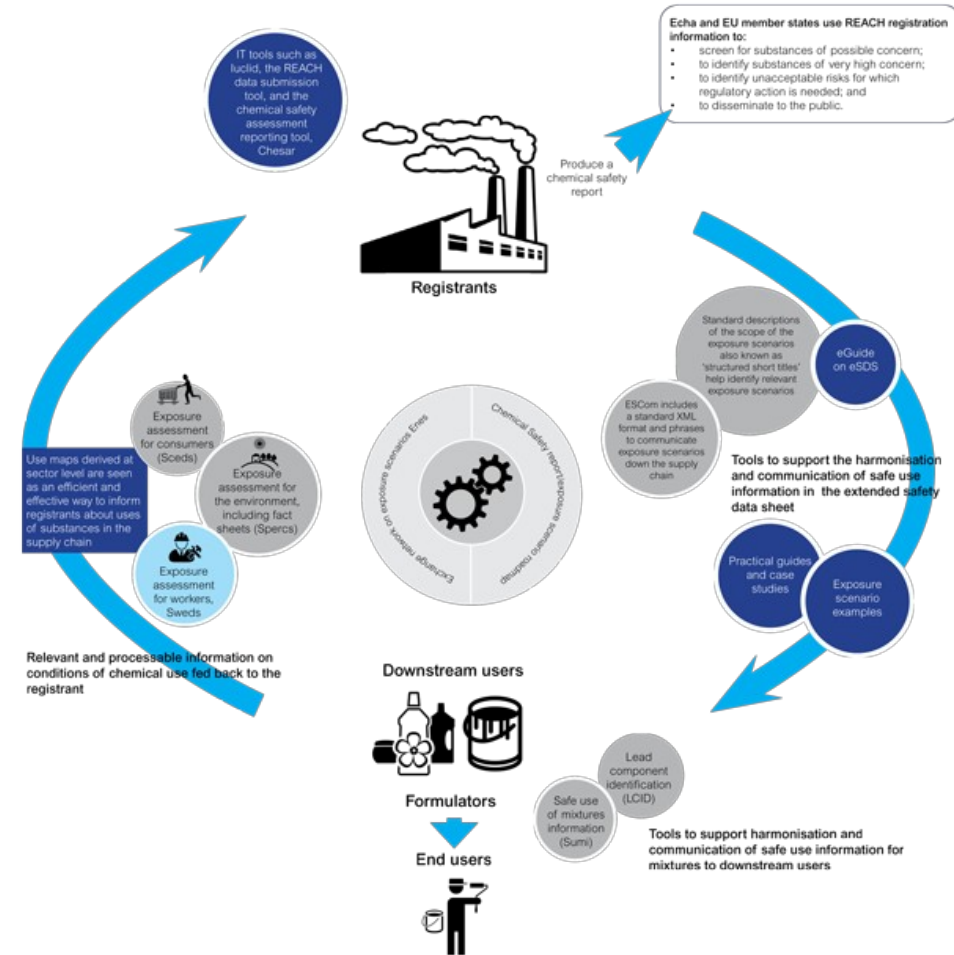 Echa and EU member states use REACH registration
information to:
• screen for substances of possible concern;
• to identify substances of very high concern;
• to identify unacceptable risks for which
regulatory action is needed; and
• to disseminate to the public.
IT tools such as
Iuclid, the REACH
data submission
tool, and the
chemical safety
assessment
reporting tool,
Chesar
Produce a
chemical safety
report
Registrants
Standard descriptions
of the scope of the
exposure scenarios
also known as
'structured short titles'
help identify relevant
exposure scenarios
eGuide
on eSDS
ESCom includes
a standard XML
format and phrases to
communicate
exposure scenarios
down the supply
chain
Tools to support the harmonisation
and communication of safe use
information in the extended safety
data sheet
Practical guides
and case
studies
Exposure
scenario
examples
Exchange network on exposure scenarios Enes
Chemical Safety report/exposure scenario roadmap
Exposure
assessment
for consumers
(Sceds)
Use maps derived at
sector level are seen
as an efficient and
effective way to inform
registrants about uses
of substances in the
supply chain
Exposure
assessment for
the environment,
including fact
sheets (Spercs)
Exposure
assessment
for workers,
Sweds
Relevant and processable information on
conditions of chemical use fed back to the
registrant
Downstream users
Formulators
End users
Lead
component
identification
(LCID)
Safe use
of mixtures
information
(Sumi)
Tools to support harmonisation and
communication of safe use information for
mixtures to downstream users